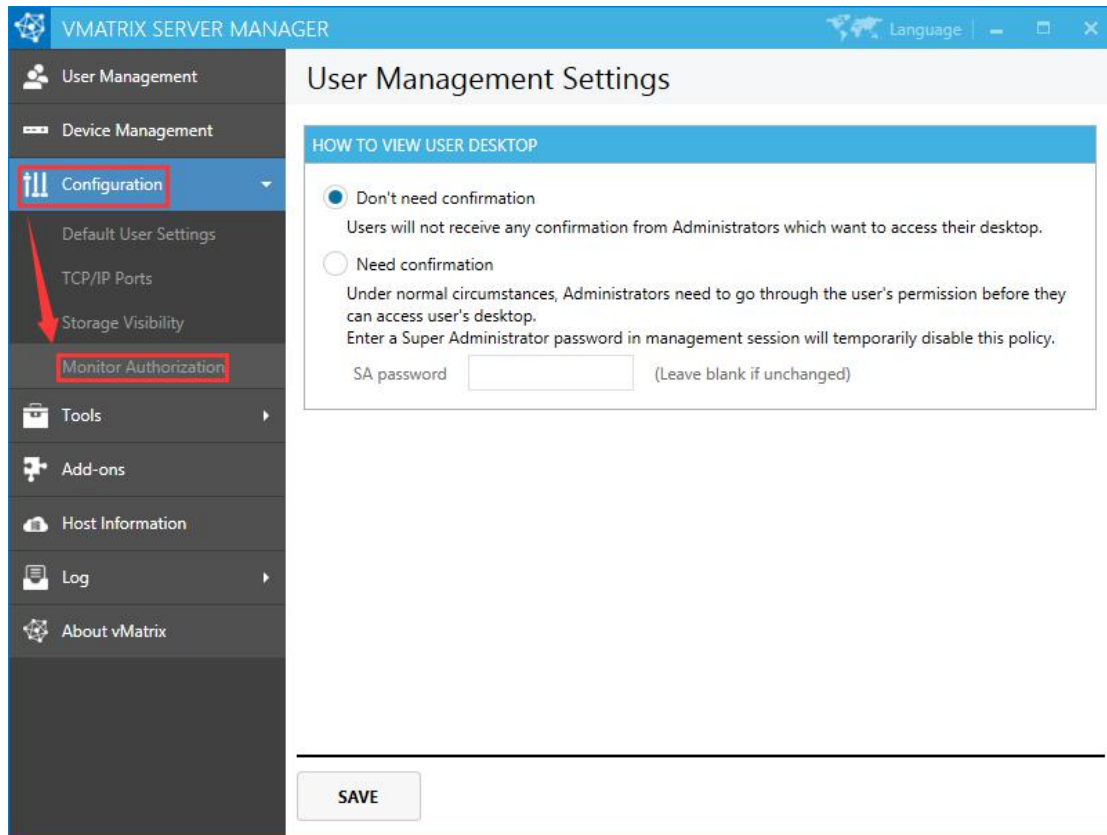 VMATRIX SERVER MANAGER
Language
User Management
Device Management
Configuration
Default User Settings
TCP/IP Ports
Storage Visibility
Monitor Authorization
Tools
Add-ons
Host Information
Log
About vMatrix
User Management Settings
HOW TO VIEW USER DESKTOP
Don't need confirmation
Users will not receive any confirmation from Administrators which want to access their desktop.
Need confirmation
Under normal circumstances, Administrators need to go through the user's permission before they
can access user's desktop.
Enter a Super Administrator password in management session will temporarily disable this policy.
SA password (Leave blank if unchanged)
SAVE